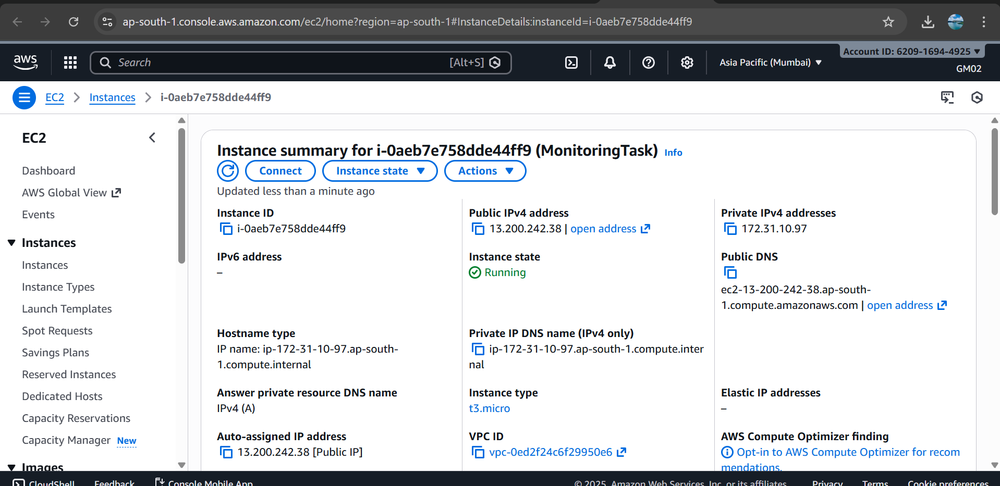 ap-south-1.console.aws.amazon.com/ec2/home?region=ap-south-1#InstanceDetails:instanceId=i-0aeb7e758dde44ff9
aws
Search
[Alt+S]
Asia Pacific (Mumbai)
Account ID: 6209-1694-4925
GM02
EC2
Instances
i-0aeb7e758dde44ff9
EC2
Dashboard
AWS Global View
Events
Instances
Instances
Instance Types
Launch Templates
Spot Requests
Savings Plans
Reserved Instances
Dedicated Hosts
Capacity Reservations
Capacity Manager New
Images
Instance summary for i-0aeb7e758dde44ff9 (MonitoringTask) Info
Connect
Instance state
Actions
Updated less than a minute ago
Instance ID
i-0aeb7e758dde44ff9
Public IPv4 address
13.200.242.38 | open address
Private IPv4 addresses
172.31.10.97
IPv6 address
–
Instance state
Running
Public DNS
ec2-13-200-242-38.ap-south-
1.compute.amazonaws.com | open address
Hostname type
IP name: ip-172-31-10-97.ap-south-
1.compute.internal
Private IP DNS name (IPv4 only)
ip-172-31-10-97.ap-south-1.compute.inter
nal
Answer private resource DNS name
IPv4 (A)
Instance type
t3.micro
Elastic IP addresses
–
Auto-assigned IP address
13.200.242.38 [Public IP]
VPC ID
vpc-0ed2f24c6f29950e6
AWS Compute Optimizer finding
Opt-in to AWS Compute Optimizer for recom
mendations.
CloudShell
Feedback
Console Mobile App
© 2025, Amazon Web Services, Inc. or its affiliates.
Privacy
Terms
Cookie preferences